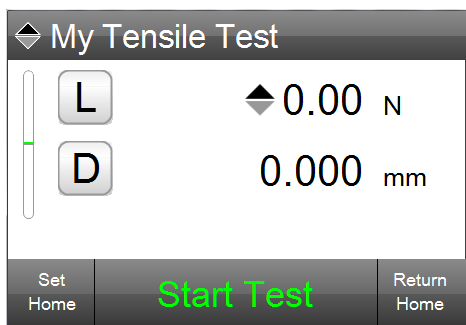 My Tensile Test
L 0.00 N
D 0.000 mm
Set Home
Start Test
Return Home